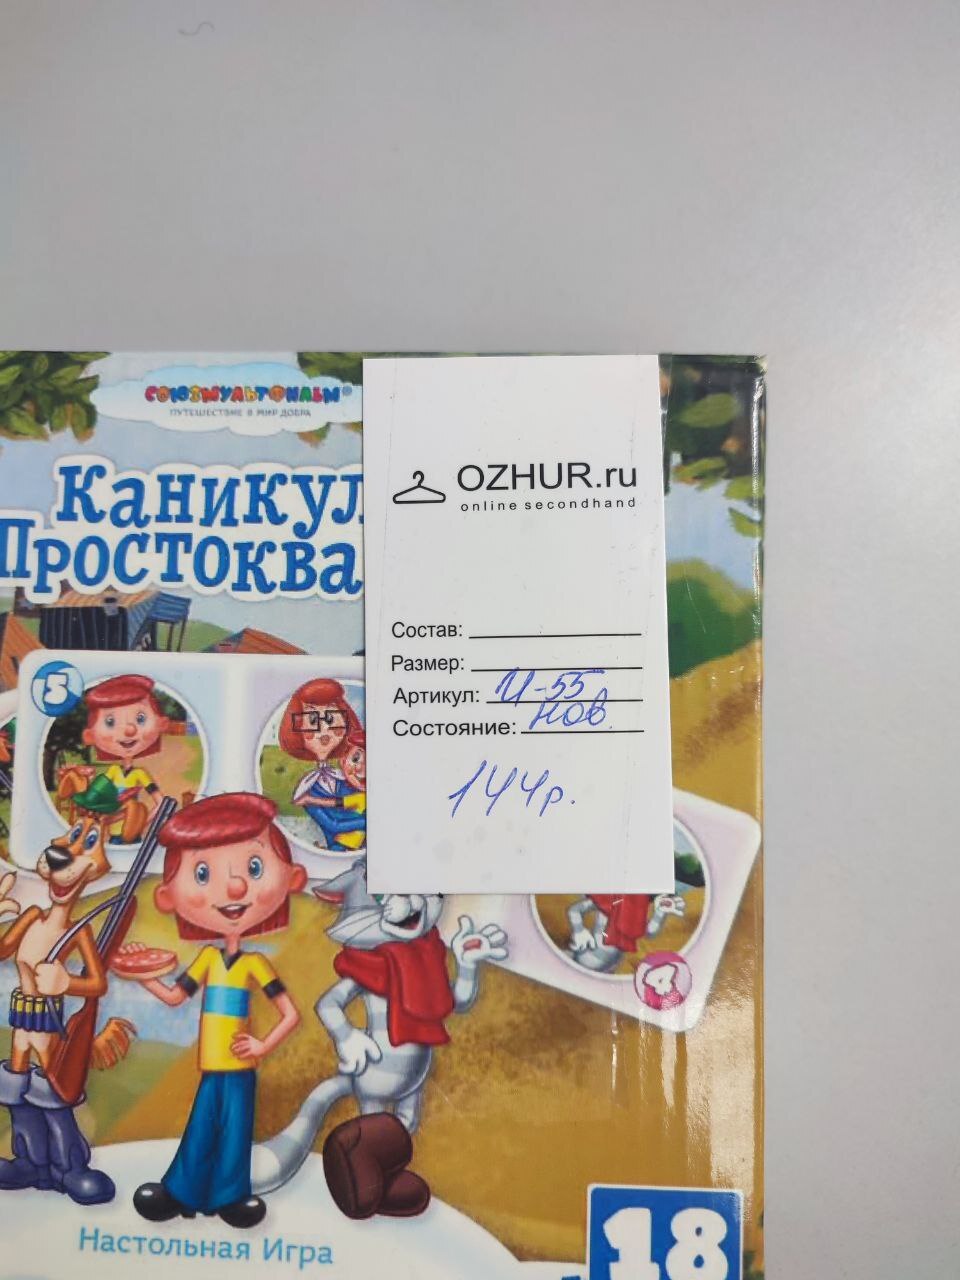 СОЮЗМУЛЬТФИЛЬМ®
ПУТЕШЕСТВИЕ В МИР ДОБРА
Каникул
Простоква
5
OZHUR.ru
online secondhand
Состав:
Размер:
Артикул: И-55
Состояние: нов.
144р.
4
Настольная Игра
18